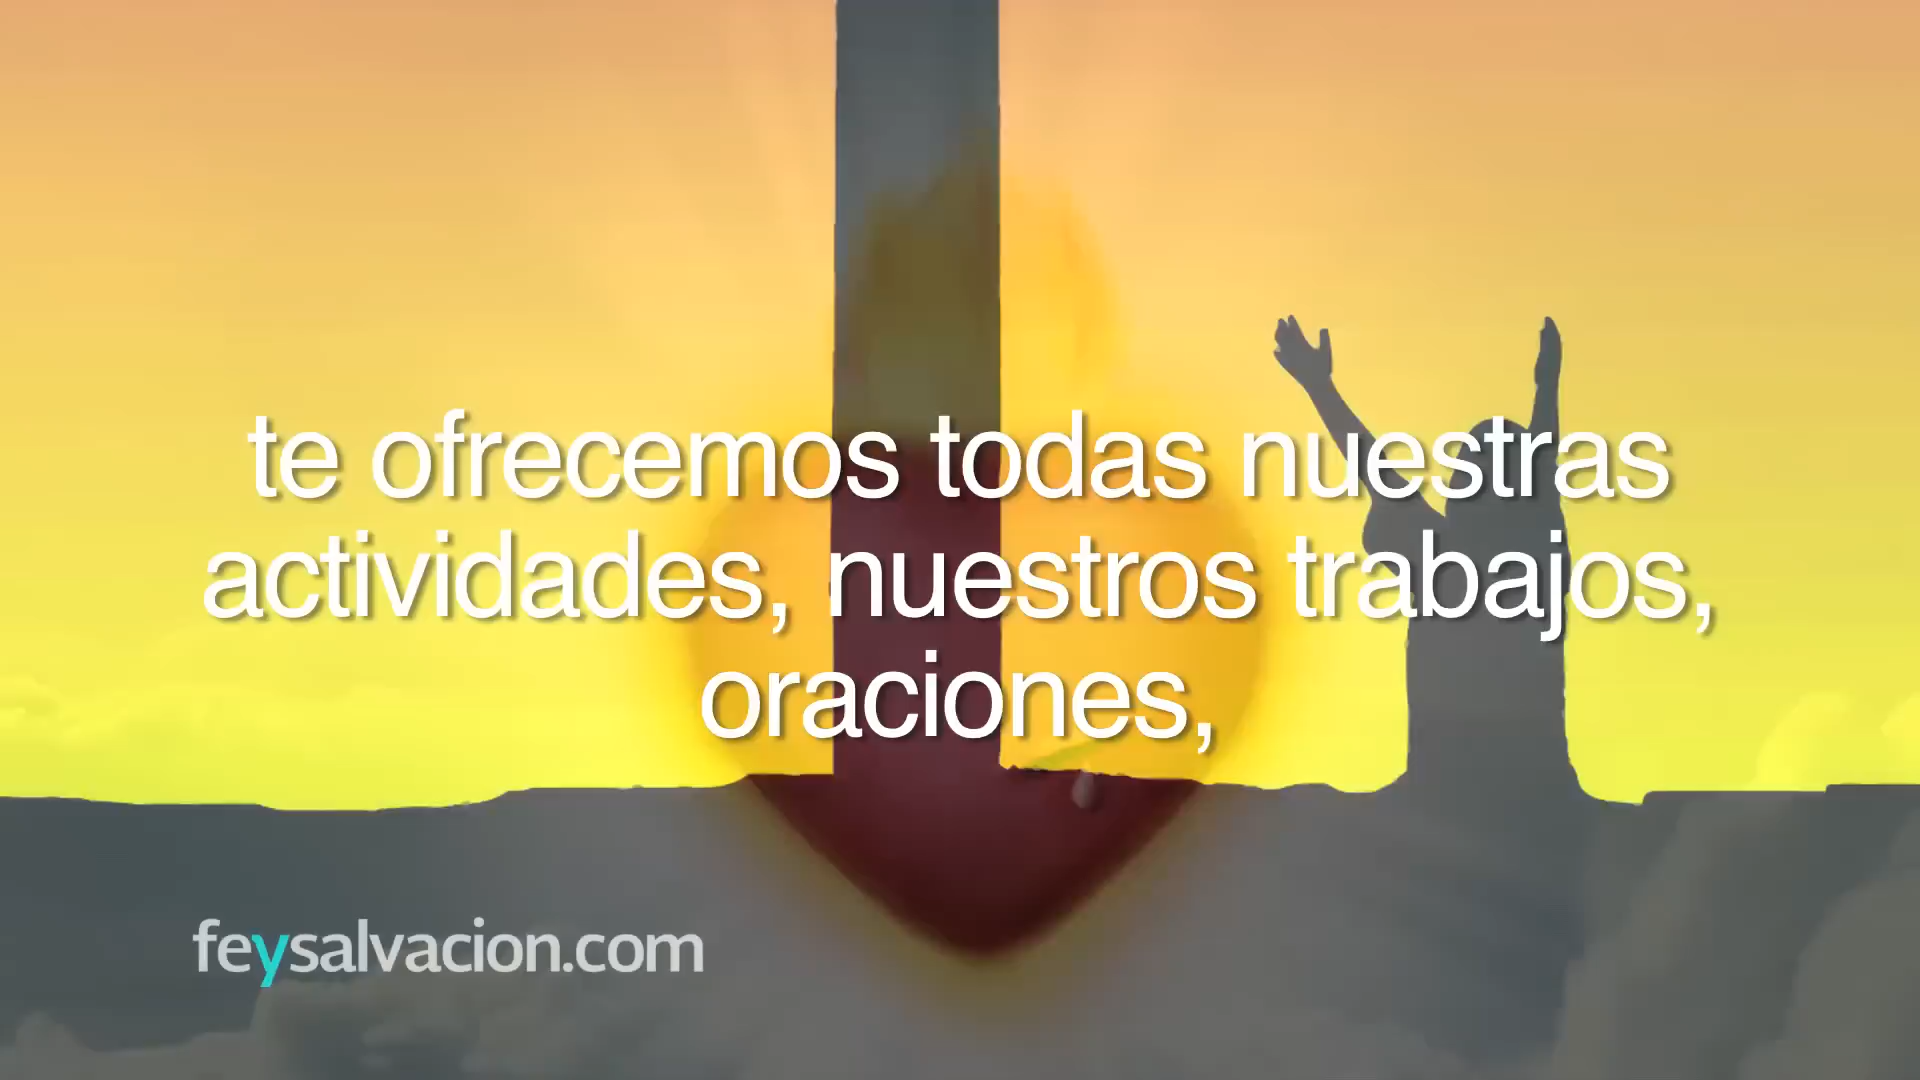 te ofrecemos todas nuestras
actividades, nuestros trabajos,
oraciones,
feysalvacion.com